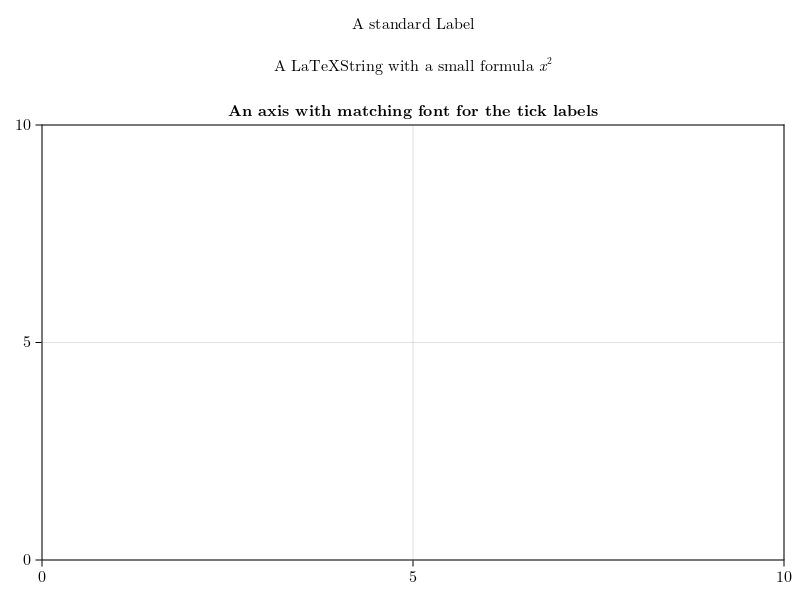 A standard Label
A LaTeXString with a small formula x²
An axis with matching font for the tick labels
10
5
0
0 5 10